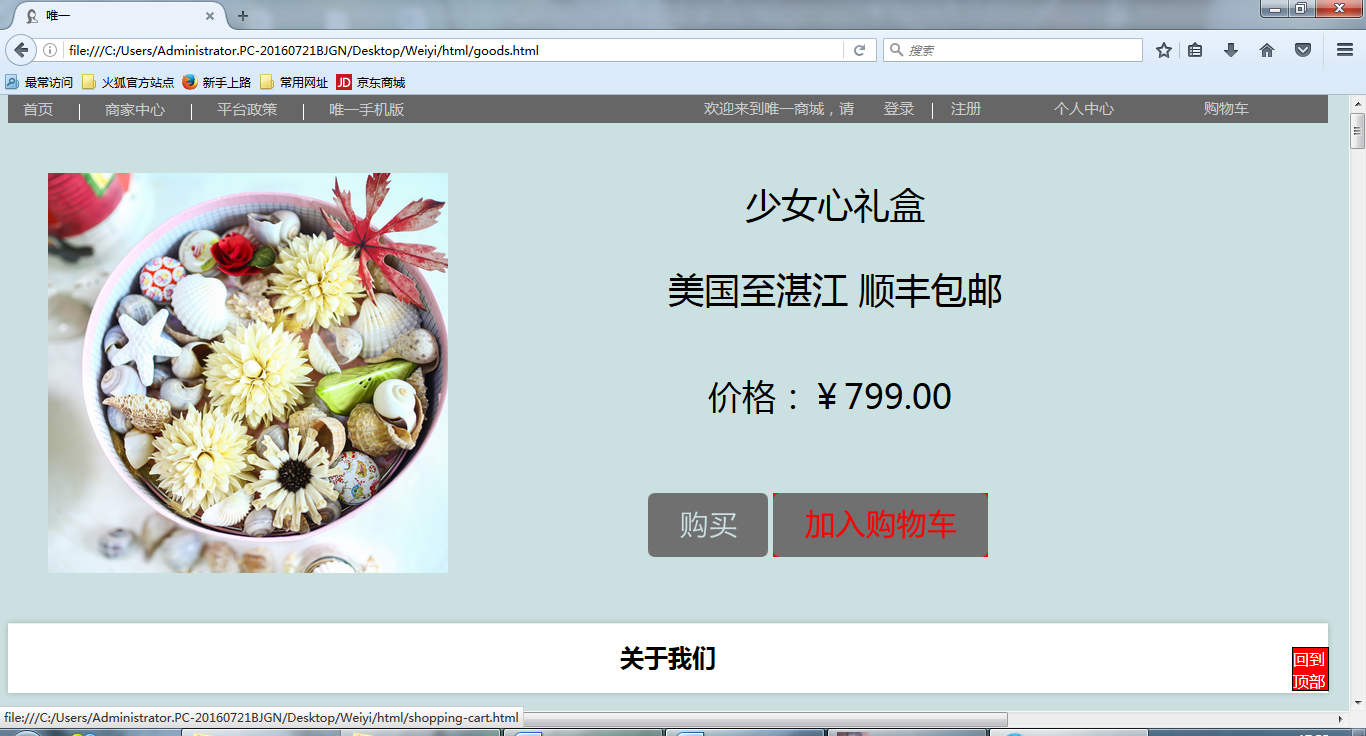 唯一
file:///C:/Users/Administrator.PC-20160721BJGN/Desktop/Weiyi/html/goods.html
搜索
最常访问 火狐官方站点 新手上路 常用网址 JD 京东商城
首页 商家中心 平台政策 唯一手机版 欢迎来到唯一商城，请 登录 注册 个人中心 购物车
少女心礼盒
美国至湛江 顺丰包邮
价格：￥799.00
购买 加入购物车
关于我们
回到
顶部
file:///C:/Users/Administrator.PC-20160721BJGN/Desktop/Weiyi/html/shopping-cart.html